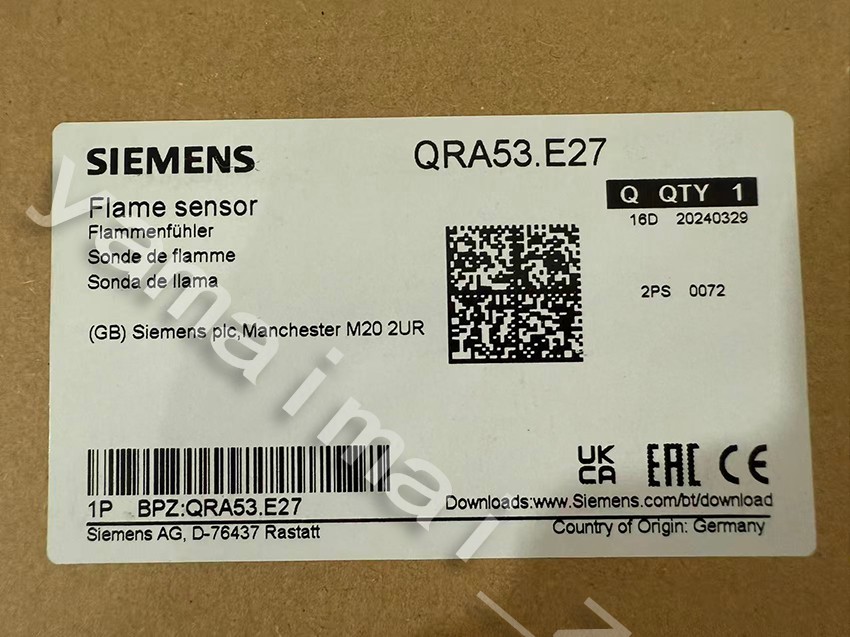 SIEMENS
QRA53.E27
Q QTY 1
16D 20240329
Flame sensor
Flammenfühler
Sonde de flamme
Sonda de llama
2PS 0072
(GB) Siemens plc,Manchester M20 2UR
UK
CA
EAC CE
1P BPZ:QRA53.E27
Downloads:www.Siemens.com/bt/download
Siemens AG, D-76437 Rastatt
Country of Origin: Germany
yamaimai